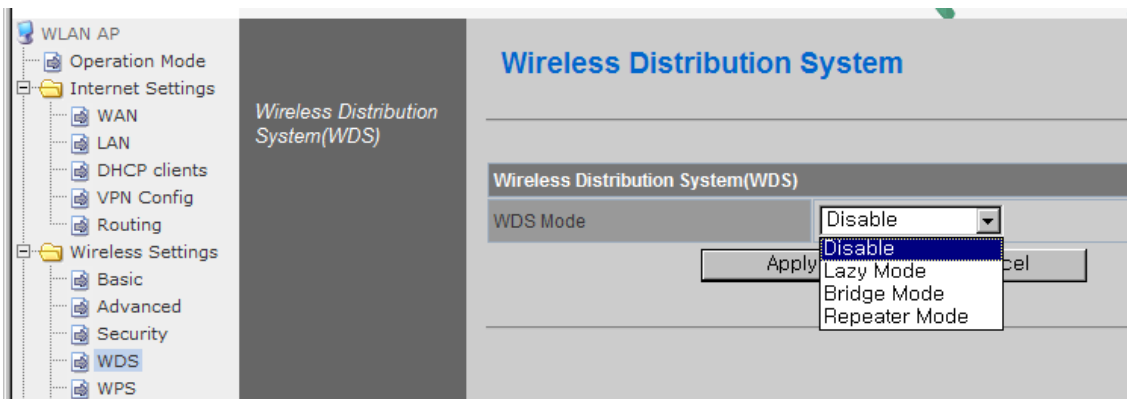 WLAN AP
Operation Mode
Internet Settings
WAN
LAN
DHCP clients
VPN Config
Routing
Wireless Settings
Basic
Advanced
Security
WDS
WPS
Wireless Distribution
System(WDS)
Wireless Distribution System
Wireless Distribution System(WDS)
WDS Mode
Disable
Disable
Lazy Mode
Bridge Mode
Repeater Mode
Apply
cel